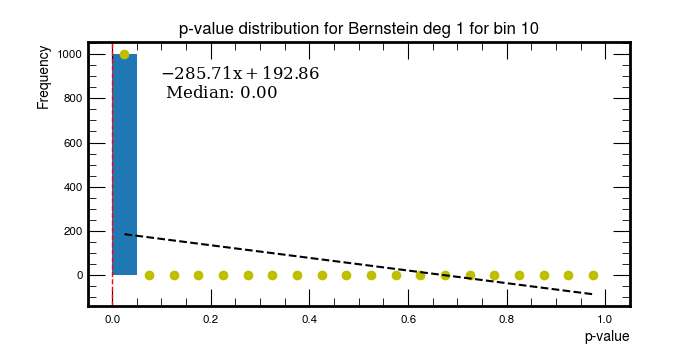 p-value distribution for Bernstein deg 1 for bin 10
Frequency
1000
800
600
400
200
0
−285.71x + 192.86
Median: 0.00
0.0 0.2 0.4 0.6 0.8 1.0
p-value